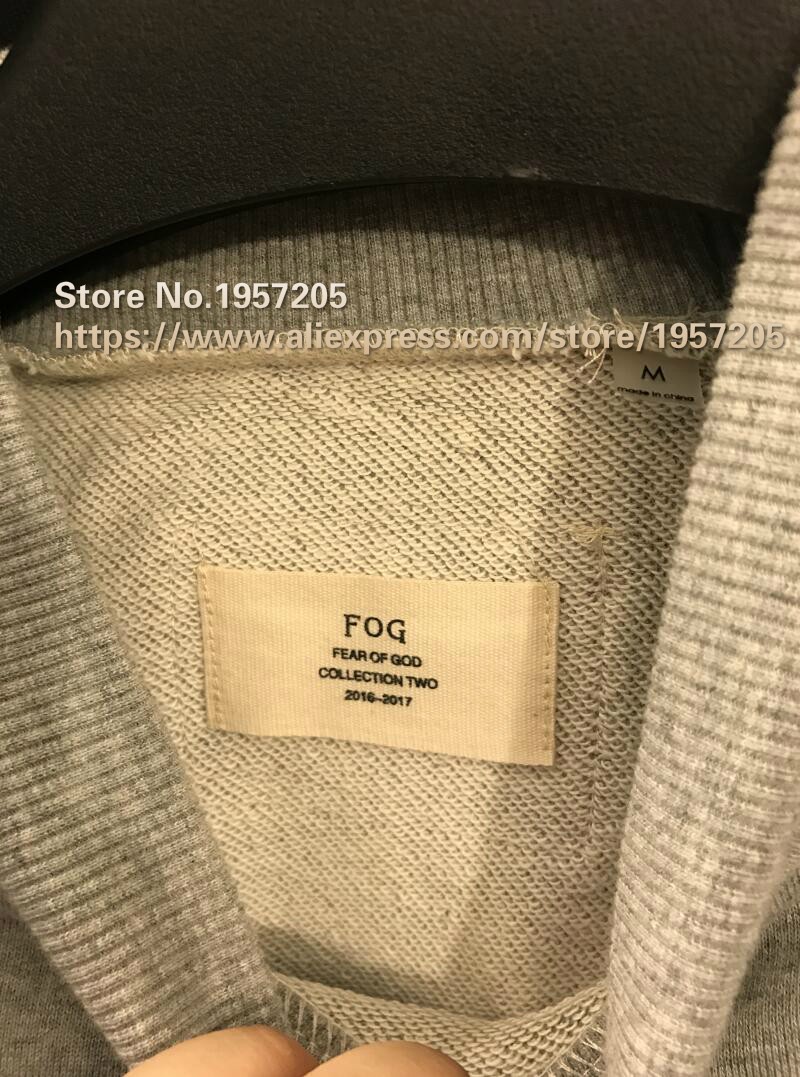 Store No.1957205
https://www.aliexpress.com/store/1957205
M
made in china
FOG
FEAR OF GOD
COLLECTION TWO
2016-2017